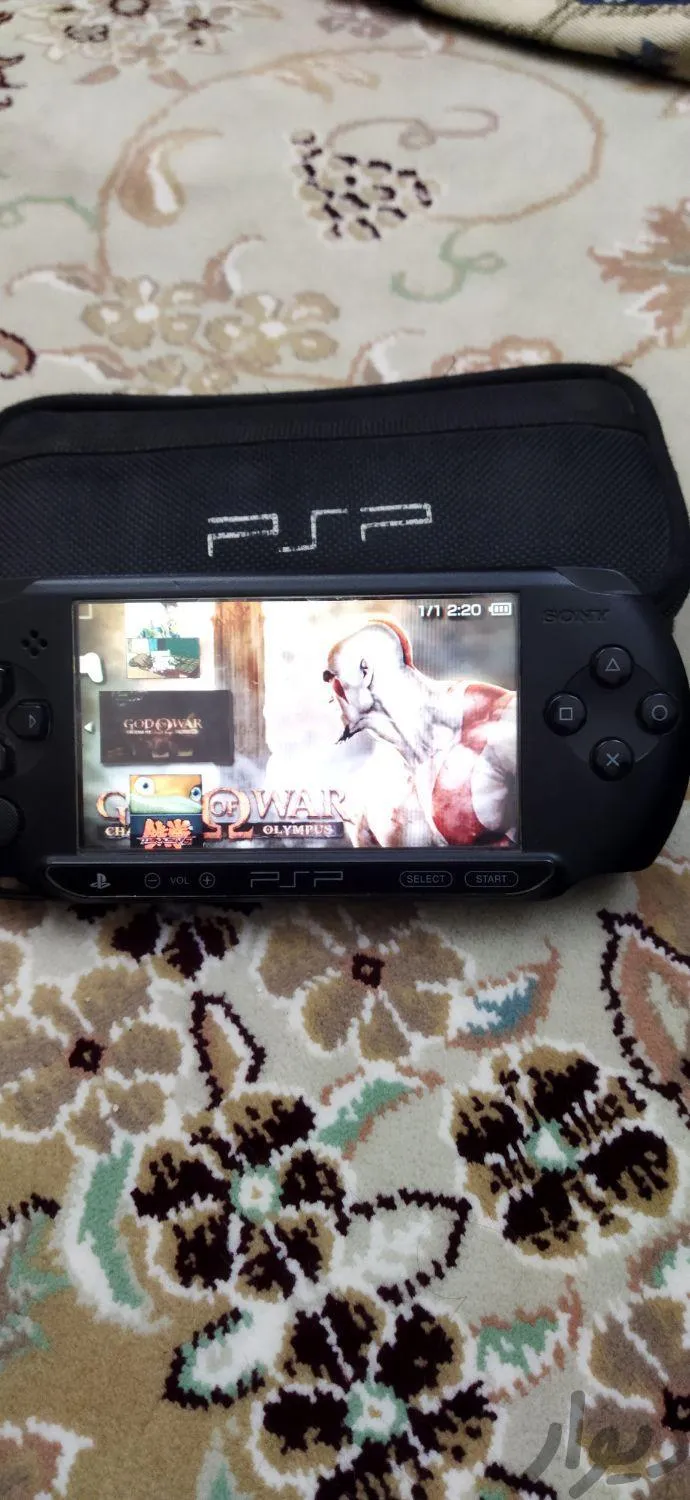 PSP
1/1 2:20
SONY
GOD OF WAR
GOD OF WAR
OLYMPUS
VOL
PSP
SELECT
START
دیوار